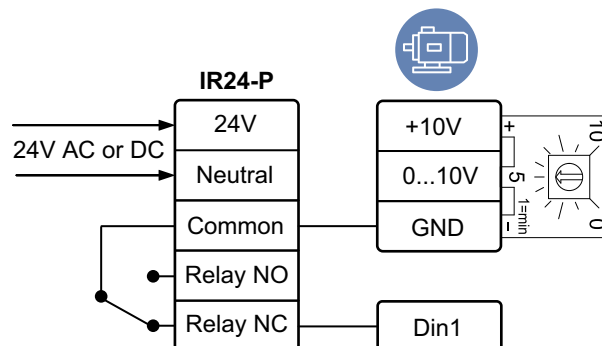 IR24-P
24V
24V AC or DC
Neutral
Common
Relay NO
Relay NC
+10V
0...10V
GND
Din1
+
-
5
1=min
10
0